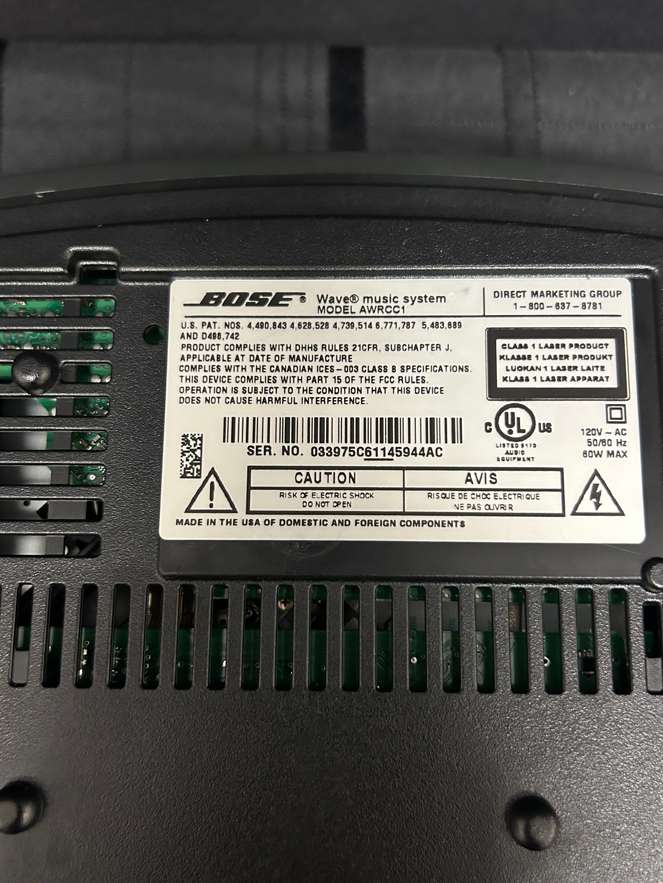 BOSE® Wave® music system
MODEL AWRCC1
DIRECT MARKETING GROUP
1-800-637-8781
U.S. PAT. NOS. 4,490,843 4,628,528 4,739,514 6,771,787 5,483,689
AND D498,742
PRODUCT COMPLIES WITH DHHS RULES 21CFR, SUBCHAPTER J,
APPLICABLE AT DATE OF MANUFACTURE
COMPLIES WITH THE CANADIAN ICES-003 CLASS B SPECIFICATIONS.
THIS DEVICE COMPLIES WITH PART 15 OF THE FCC RULES.
OPERATION IS SUBJECT TO THE CONDITION THAT THIS DEVICE
DOES NOT CAUSE HARMFUL INTERFERENCE.
CLASS 1 LASER PRODUCT
KLASSE 1 LASER PRODUKT
LUOKAN 1 LASER LAITE
KLASS 1 LASER APPARAT
C UL US
LISTED 911D
AUDIO
EQUIPMENT
120V - AC
50/60 Hz
60W MAX
SER. NO. 033975C61145944AC
CAUTION
RISK OF ELECTRIC SHOCK
DO NOT OPEN
AVIS
RISQUE DE CHOC ELECTRIQUE
NE PAS OUVRIR
MADE IN THE USA OF DOMESTIC AND FOREIGN COMPONENTS